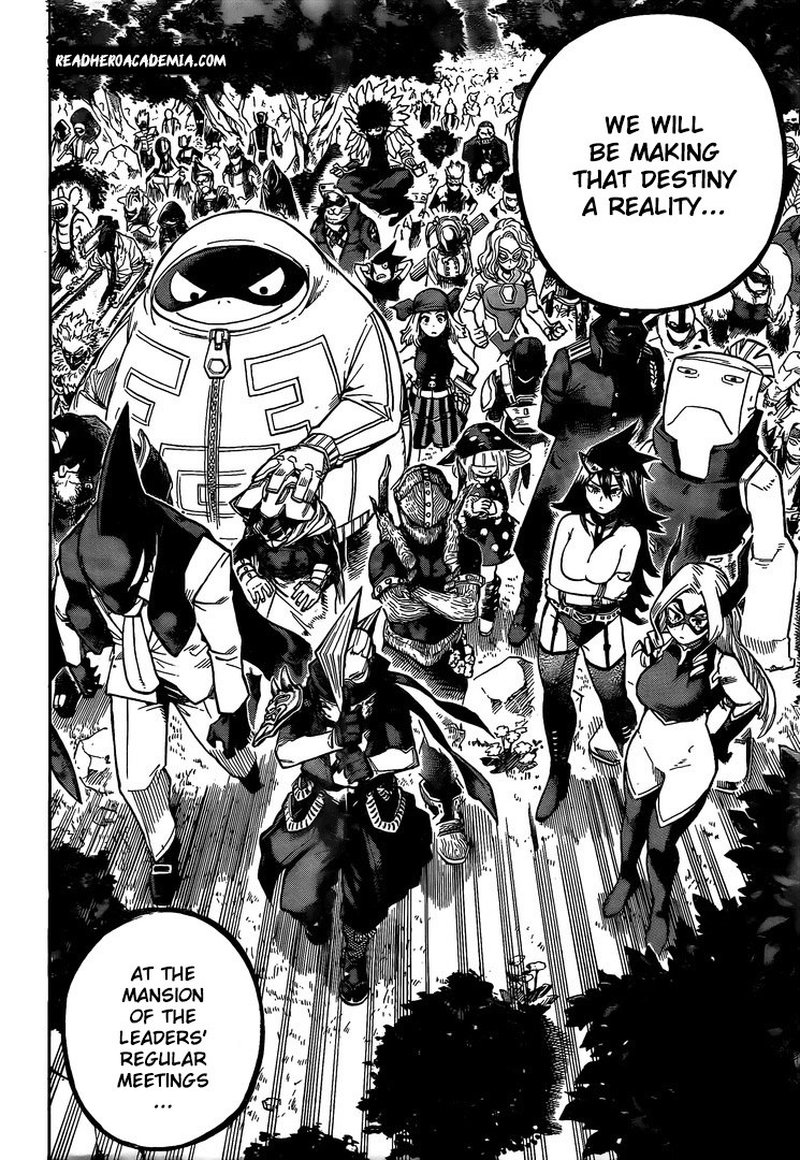 READHEROACADEMIA.COM
WE WILL
BE MAKING
THAT DESTINY
A REALITY...
AT THE
MANSION
OF THE
LEADERS'
REGULAR
MEETINGS
...